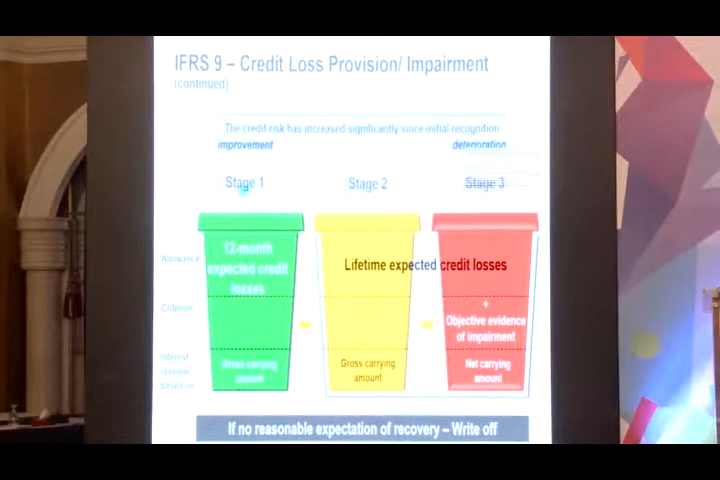 IFRS 9 – Credit Loss Provision/ Impairment
(continued)
The credit risk has increased significantly since initial recognition
improvement
deterioration
Stage 1
Stage 2
Stage 3
Allowance
12-month
expected credit
losses
Lifetime expected credit losses
Criterion
+
Objective evidence
of impairment
Interest
revenue
based on
Gross carrying
amount
Gross carrying
amount
Net carrying
amount
If no reasonable expectation of recovery – Write off